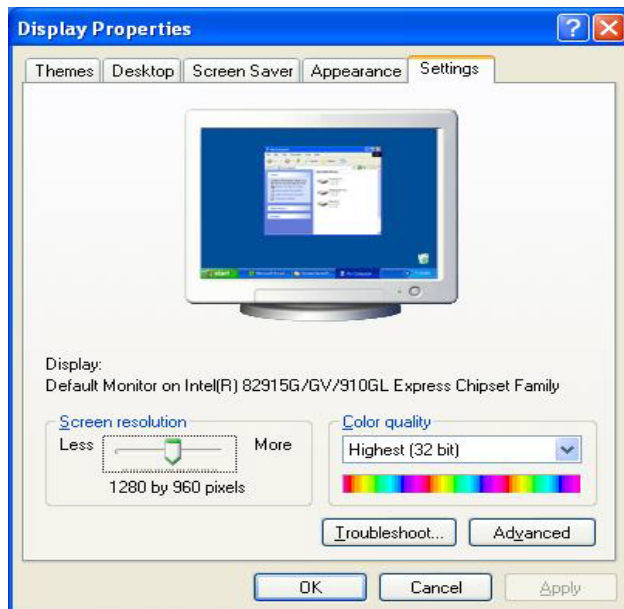 Display Properties
Themes Desktop Screen Saver Appearance Settings
start
Display:
Default Monitor on Intel(R) 82915G/GV/910GL Express Chipset Family
Screen resolution
Less More
1280 by 960 pixels
Color quality
Highest (32 bit)
Troubleshoot... Advanced
OK Cancel Apply